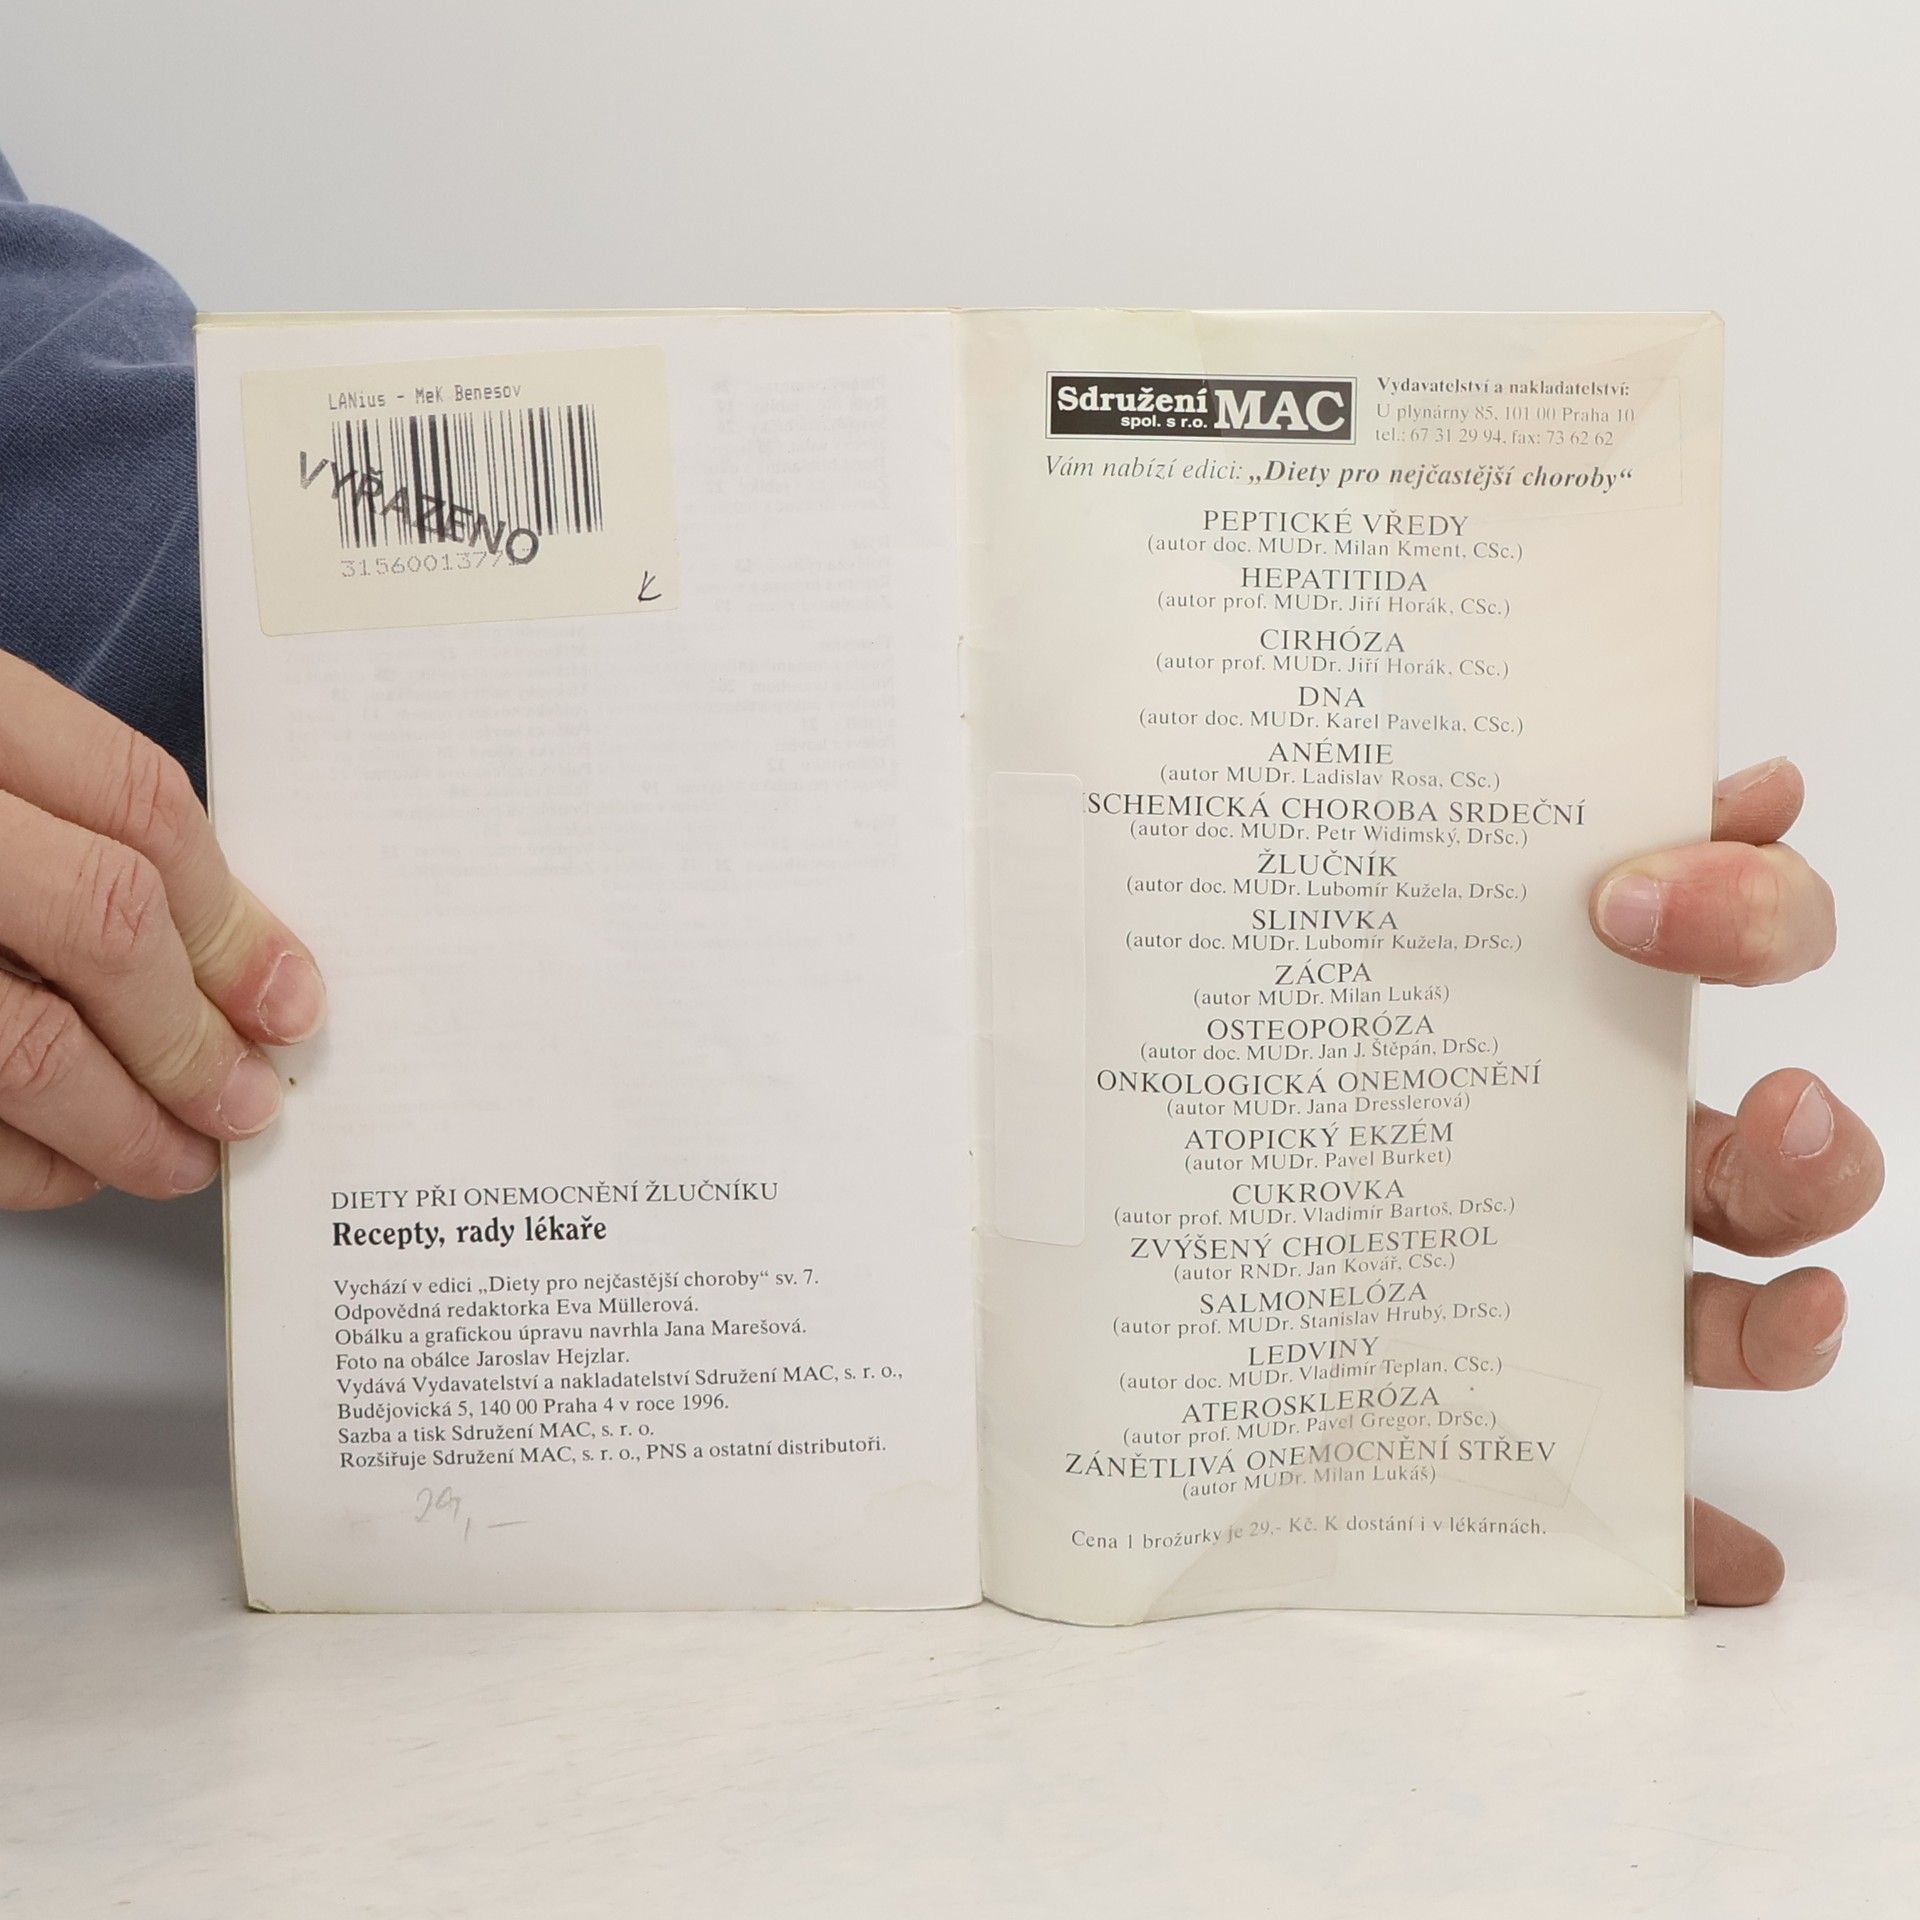 LANius - MeK Benesov
VYŘAZENO
DIETY PŘI ONEMOCNĚNÍ ŽLUČNÍKU
Recepty, rady lékaře
Vychází v edici „Diety pro nejčastější choroby“ sv. 7.
Odpovědná redaktorka Eva Müllerová.
Obálku a grafickou úpravu navrhla Jana Marešová.
Foto na obálce Jaroslav Hejzlar.
Vydává Vydavatelství a nakladatelství Sdružení MAC, s. r. o.,
Budějovická 5, 140 00 Praha 4 v roce 1996.
Sazba a tisk Sdružení MAC, s. r. o.
Rozšiřuje Sdružení MAC, s. r. o., PNS a ostatní distributoři.
29,—
Sdružení MAC
spol. s r.o.
Vydavatelství a nakladatelství:
U plynárny 85, 101 00 Praha 10
tel.: 67 31 29 94, fax: 73 62 62
Vám nabízí edici: „Diety pro nejčastější choroby“
PEPTICKÉ VŘEDY
(autor doc. MUDr. Milan Kment, CSc.)
HEPATITIDA
(autor prof. MUDr. Jiří Horák, CSc.)
CIRHÓZA
(autor prof. MUDr. Jiří Horák, CSc.)
DNA
(autor doc. MUDr. Karel Pavelka, CSc.)
ANÉMIE
(autor MUDr. Ladislav Rosa, CSc.)
ISCHEMICKÁ CHOROBA SRDEČNÍ
(autor doc. MUDr. Petr Widimský, DrSc.)
ŽLUČNÍK
(autor doc. MUDr. Lubomír Kužela, DrSc.)
SLINIVKA
(autor doc. MUDr. Lubomír Kužela, DrSc.)
ZÁCPA
(autor MUDr. Milan Lukáš)
OSTEOPORÓZA
(autor doc. MUDr. Jan J. Štěpán, DrSc.)
ONKOLOGICKÁ ONEMOCNĚNÍ
(autor MUDr. Jana Dresslerová)
ATOPICKÝ EKZÉM
(autor MUDr. Pavel Burket)
CUKROVKA
(autor prof. MUDr. Vladimír Bartoš, DrSc.)
ZVÝŠENÝ CHOLESTEROL
(autor RNDr. Jan Kovář, CSc.)
SALMONELÓZA
(autor prof. MUDr. Stanislav Hrubý, DrSc.)
LEDVINY
(autor doc. MUDr. Vladimír Teplan, CSc.)
ATEROSKLERÓZA
(autor prof. MUDr. Pavel Gregor, DrSc.)
ZÁNĚTLIVÁ ONEMOCNĚNÍ STŘEV
(autor MUDr. Milan Lukáš)
Cena 1 brožurky je 29,- Kč. K dostání i v lékárnách.